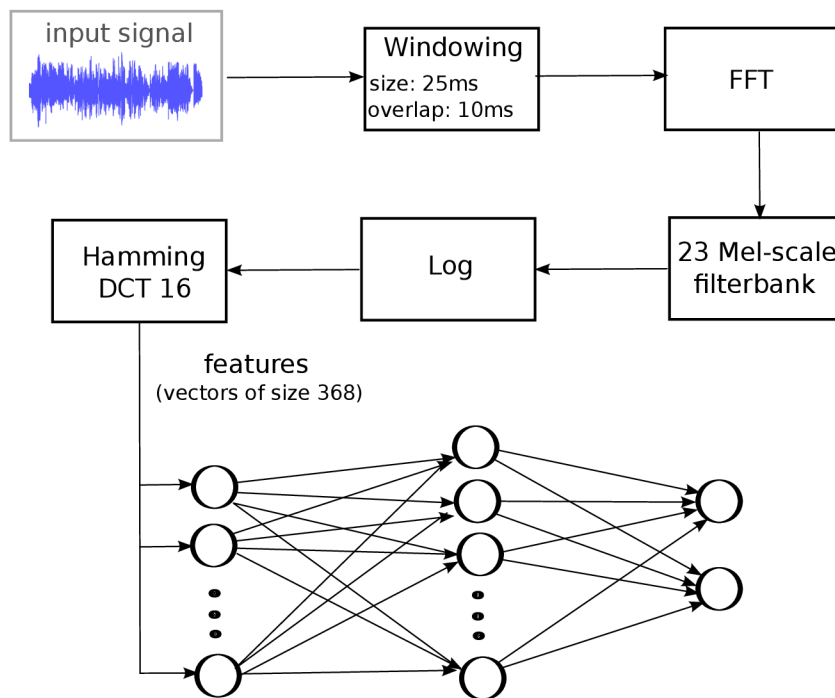 input signal
Windowing
size: 25ms
overlap: 10ms
FFT
23 Mel-scale
filterbank
Log
Hamming
DCT 16
features
(vectors of size 368)